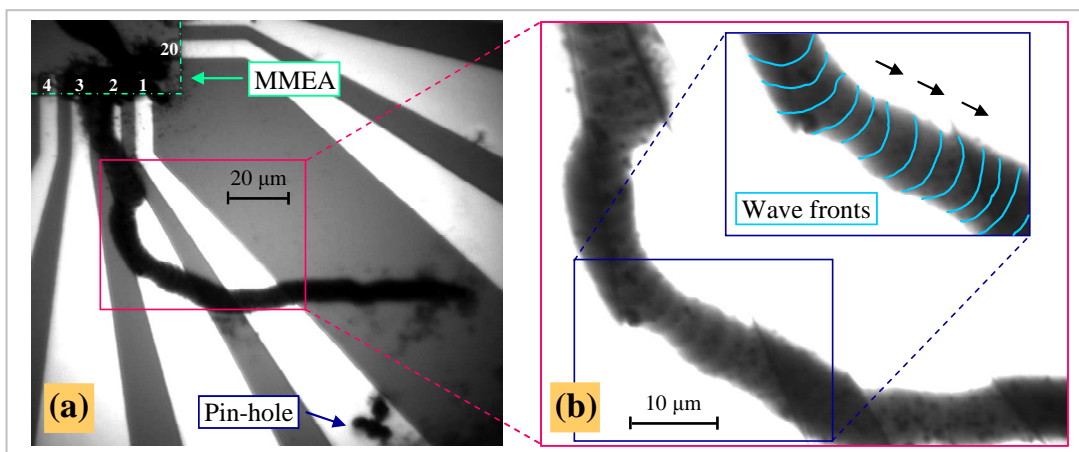 20
4 3 2 1
MMEA
20 μm
Pin-hole
(a)
Wave fronts
10 μm
(b)